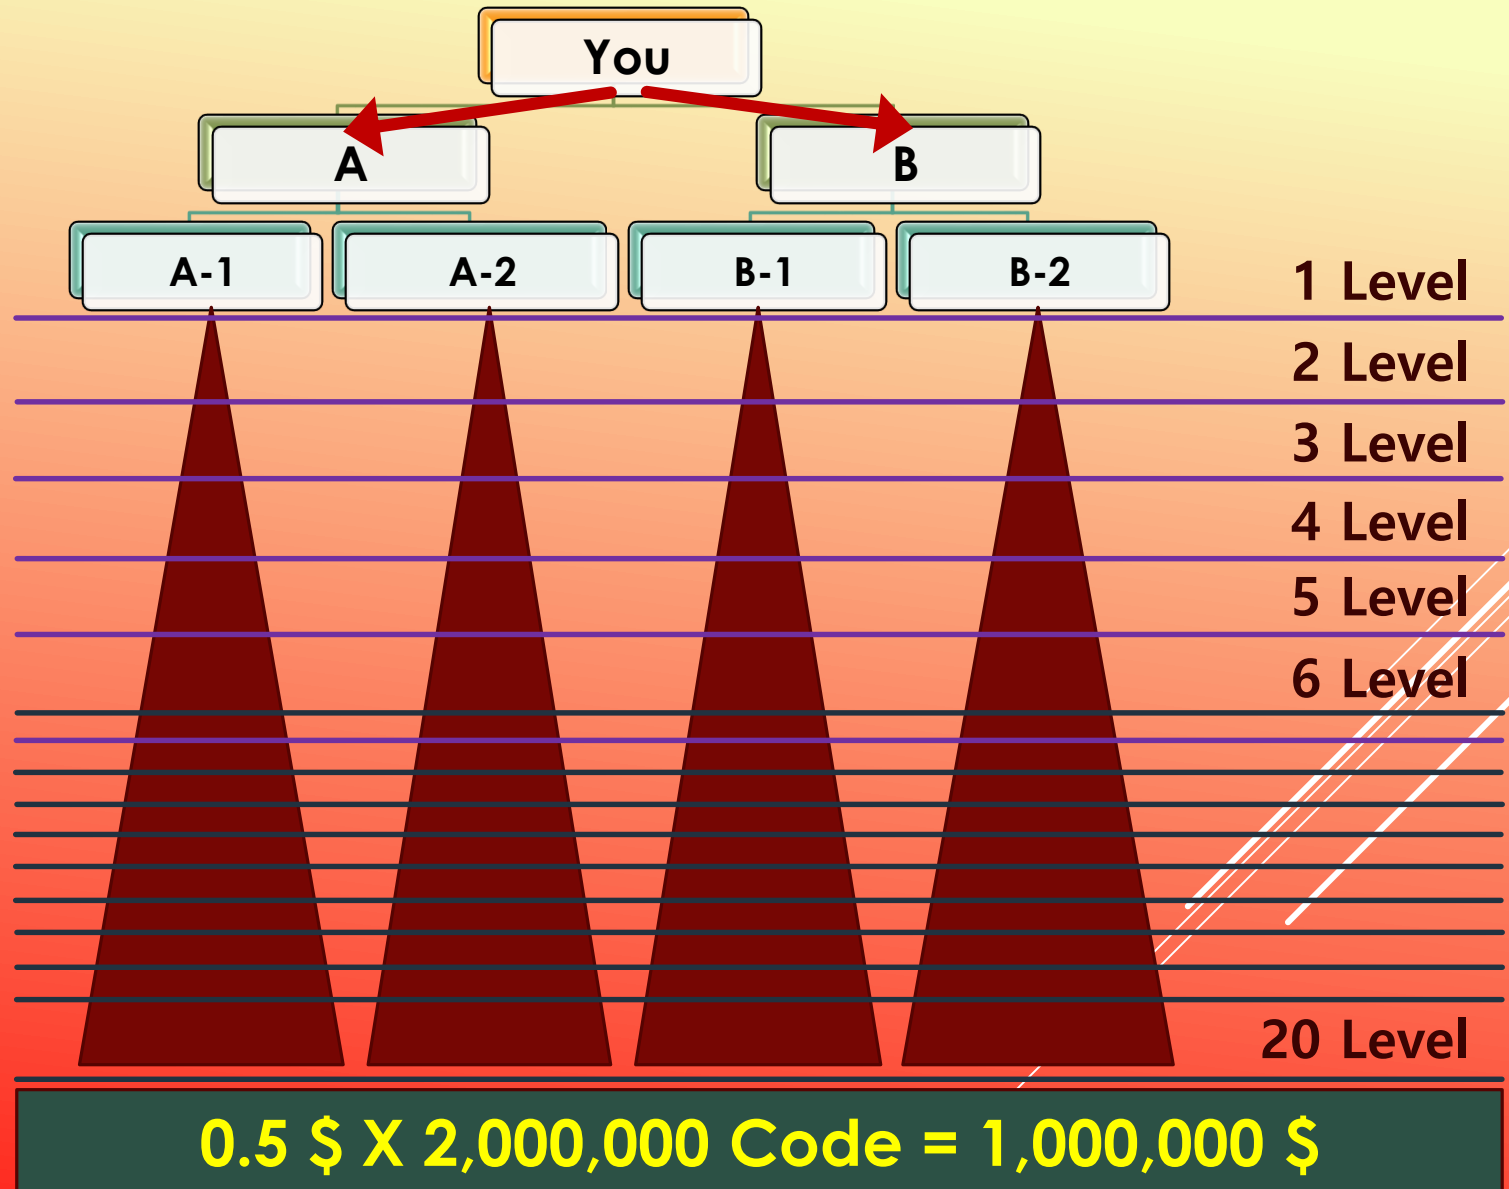 You
A
B
A-1
A-2
B-1
B-2
1 Level
2 Level
3 Level
4 Level
5 Level
6 Level
20 Level
0.5 $ X 2,000,000 Code = 1,000,000 $